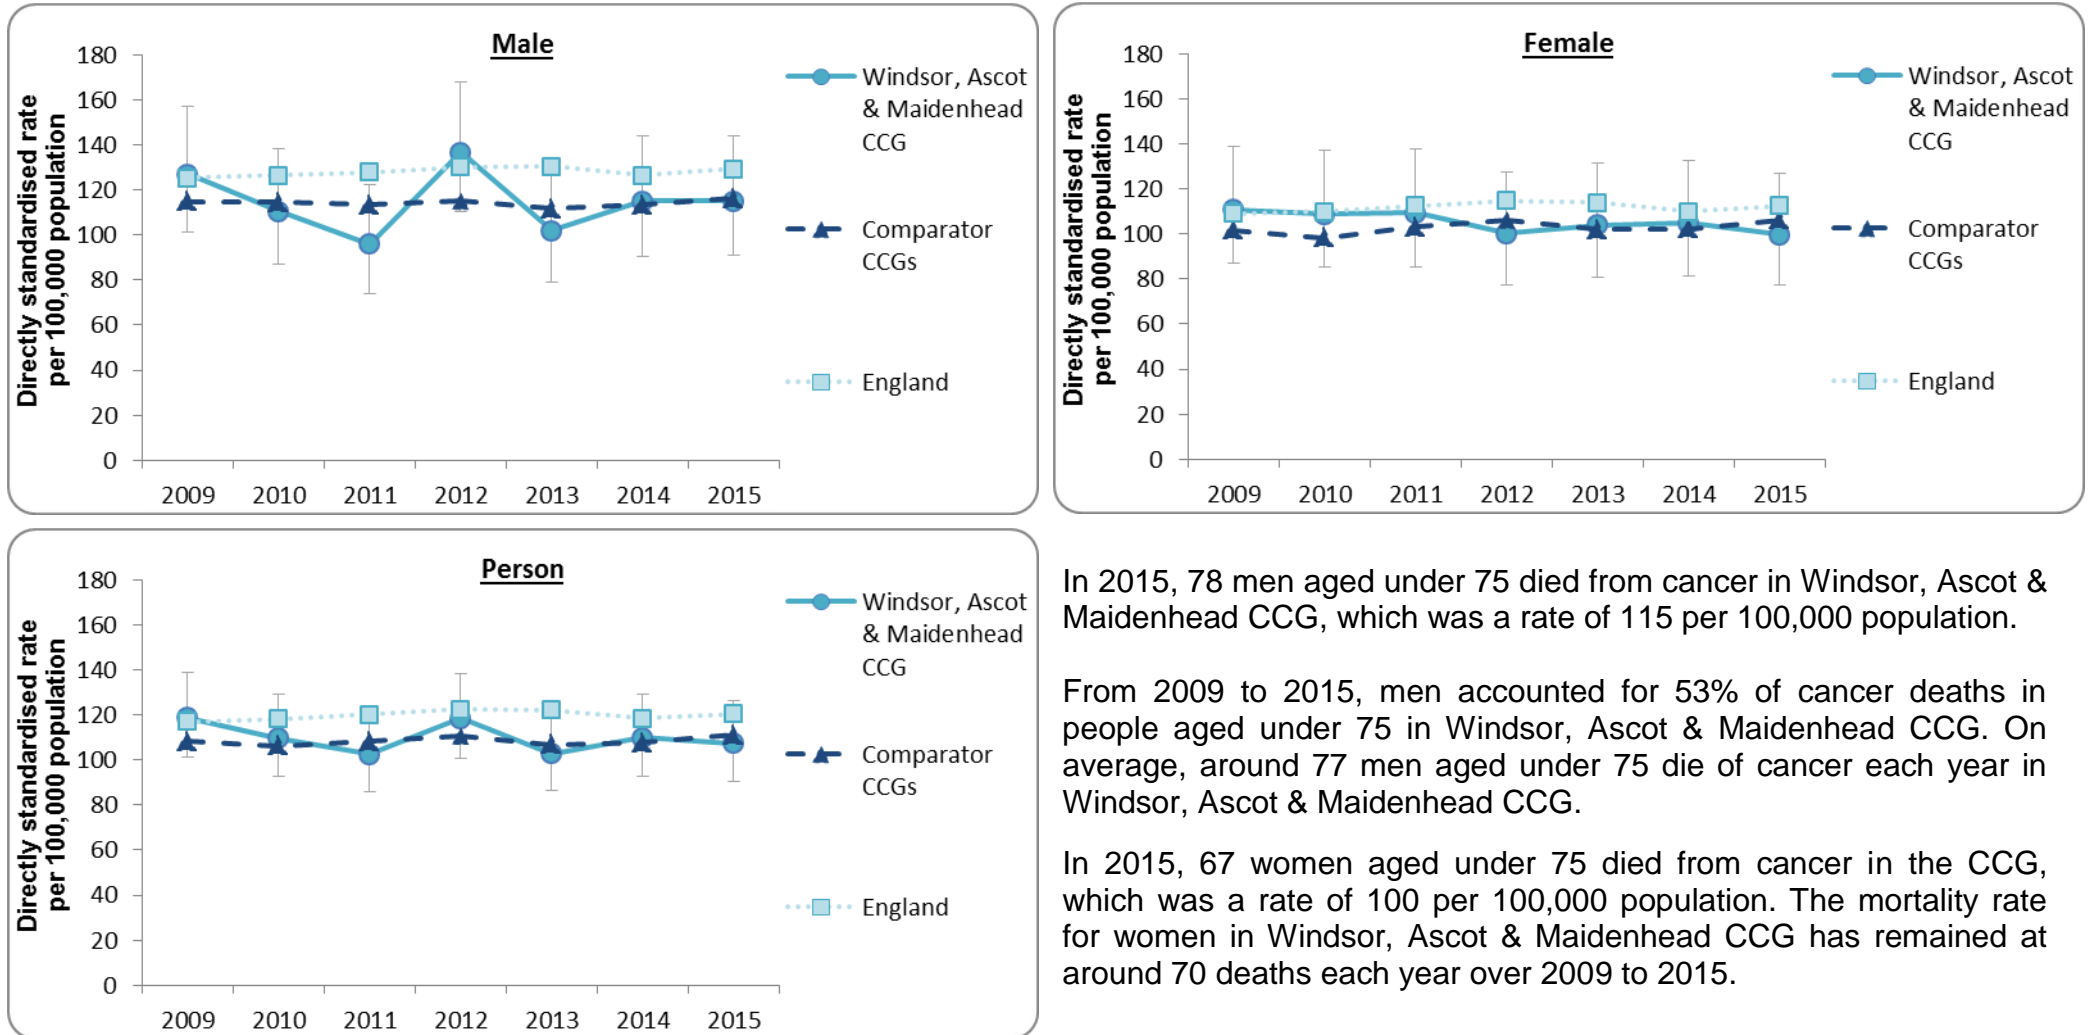 Male
Directly standardised rate
per 100,000 population
180
160
140
120
100
80
60
40
20
0
2009 2010 2011 2012 2013 2014 2015
Windsor, Ascot
& Maidenhead
CCG
Comparator
CCGs
England
Female
Directly standardised rate
per 100,000 population
180
160
140
120
100
80
60
40
20
0
2009 2010 2011 2012 2013 2014 2015
Windsor, Ascot
& Maidenhead
CCG
Comparator
CCGs
England
Person
Directly standardised rate
per 100,000 population
180
160
140
120
100
80
60
40
20
0
2009 2010 2011 2012 2013 2014 2015
Windsor, Ascot
& Maidenhead
CCG
Comparator
CCGs
England
In 2015, 78 men aged under 75 died from cancer in Windsor, Ascot &
Maidenhead CCG, which was a rate of 115 per 100,000 population.
From 2009 to 2015, men accounted for 53% of cancer deaths in
people aged under 75 in Windsor, Ascot & Maidenhead CCG. On
average, around 77 men aged under 75 die of cancer each year in
Windsor, Ascot & Maidenhead CCG.
In 2015, 67 women aged under 75 died from cancer in the CCG,
which was a rate of 100 per 100,000 population. The mortality rate
for women in Windsor, Ascot & Maidenhead CCG has remained at
around 70 deaths each year over 2009 to 2015.